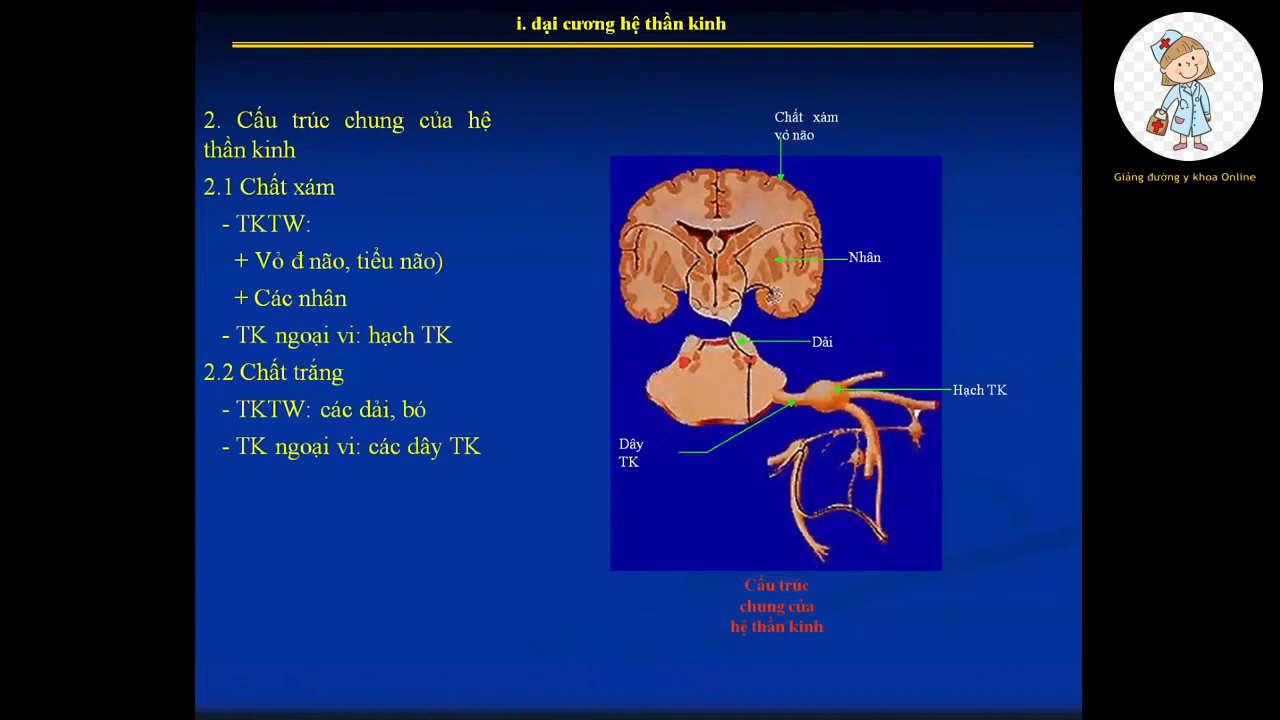 i. đại cương hệ thần kinh
2. Cấu trúc chung của hệ
thần kinh
2.1 Chất xám
- TKTW:
+ Vỏ đ não, tiểu não)
+ Các nhân
- TK ngoại vi: hạch TK
2.2 Chất trắng
- TKTW: các dải, bó
- TK ngoại vi: các dây TK
Chất xám
vỏ não
Nhân
Dải
Hạch TK
Dây
TK
Cấu trúc
chung của
hệ thần kinh
Giảng đường y khoa Online